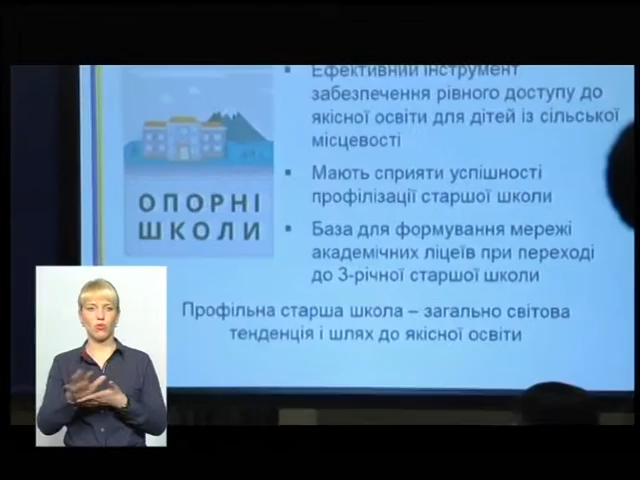 ОПОРНІ
ШКОЛИ
Ефективний інструмент
забезпечення рівного доступу до
якісної освіти для дітей із сільської
місцевості
Мають сприяти успішності
профілізації старшої школи
База для формування мережі
академічних ліцеїв при переході
до 3-річної старшої школи
Профільна старша школа – загально світова
тенденція і шлях до якісної освіти